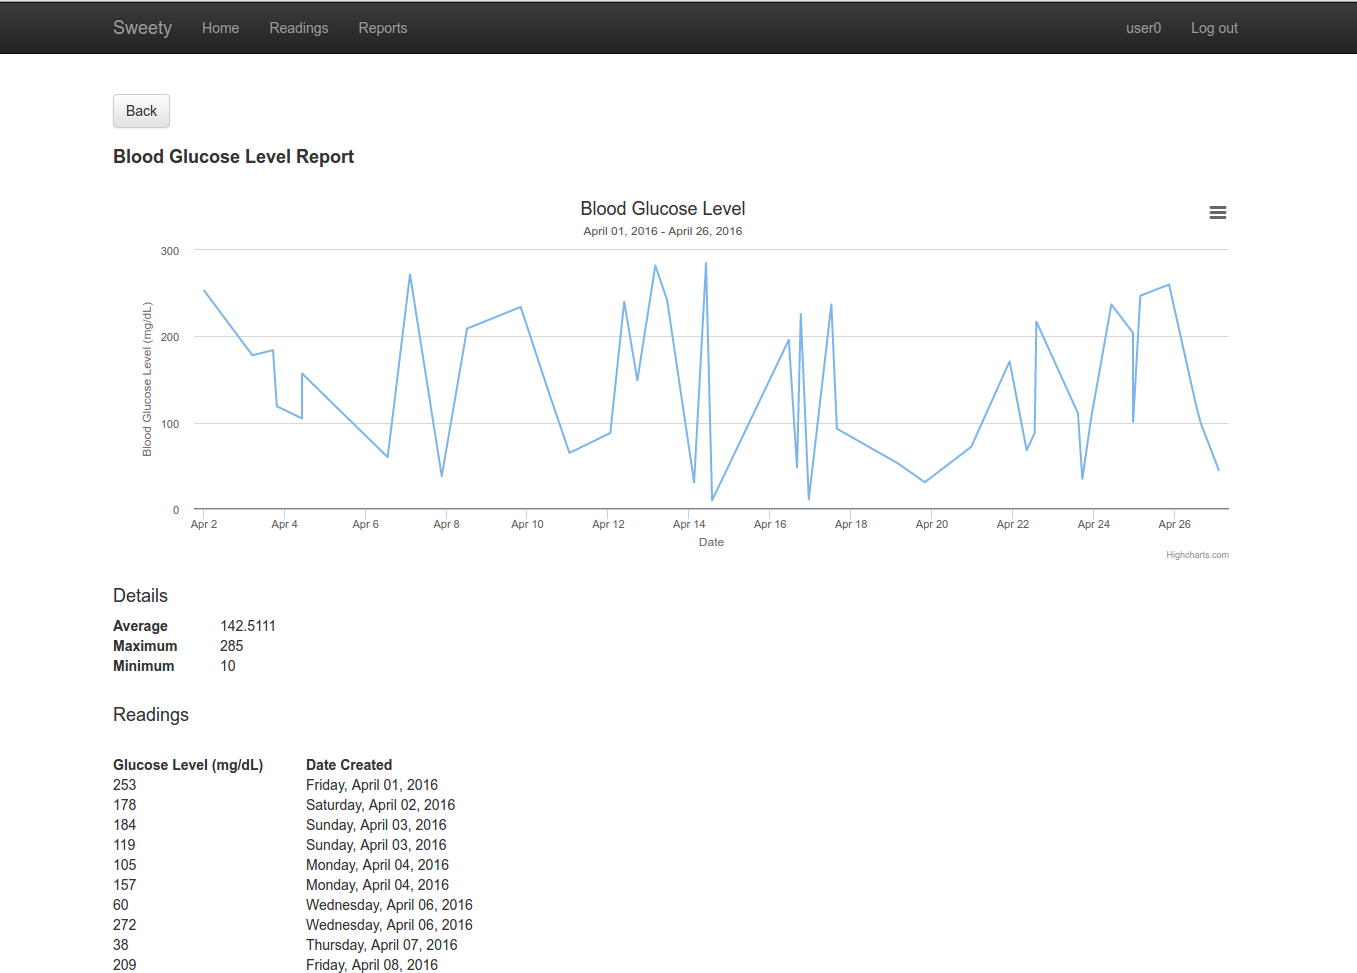 Sweety Home Readings Reports user0 Log out
Back
Blood Glucose Level Report
Blood Glucose Level
April 01, 2016 - April 26, 2016
Blood Glucose Level (mg/dL)
300
200
100
0
Apr 2 Apr 4 Apr 6 Apr 8 Apr 10 Apr 12 Apr 14 Apr 16 Apr 18 Apr 20 Apr 22 Apr 24 Apr 26
Date
Highcharts.com
Details
Average 142.5111
Maximum 285
Minimum 10
Readings
Glucose Level (mg/dL) Date Created
253 Friday, April 01, 2016
178 Saturday, April 02, 2016
184 Sunday, April 03, 2016
119 Sunday, April 03, 2016
105 Monday, April 04, 2016
157 Monday, April 04, 2016
60 Wednesday, April 06, 2016
272 Wednesday, April 06, 2016
38 Thursday, April 07, 2016
209 Friday, April 08, 2016